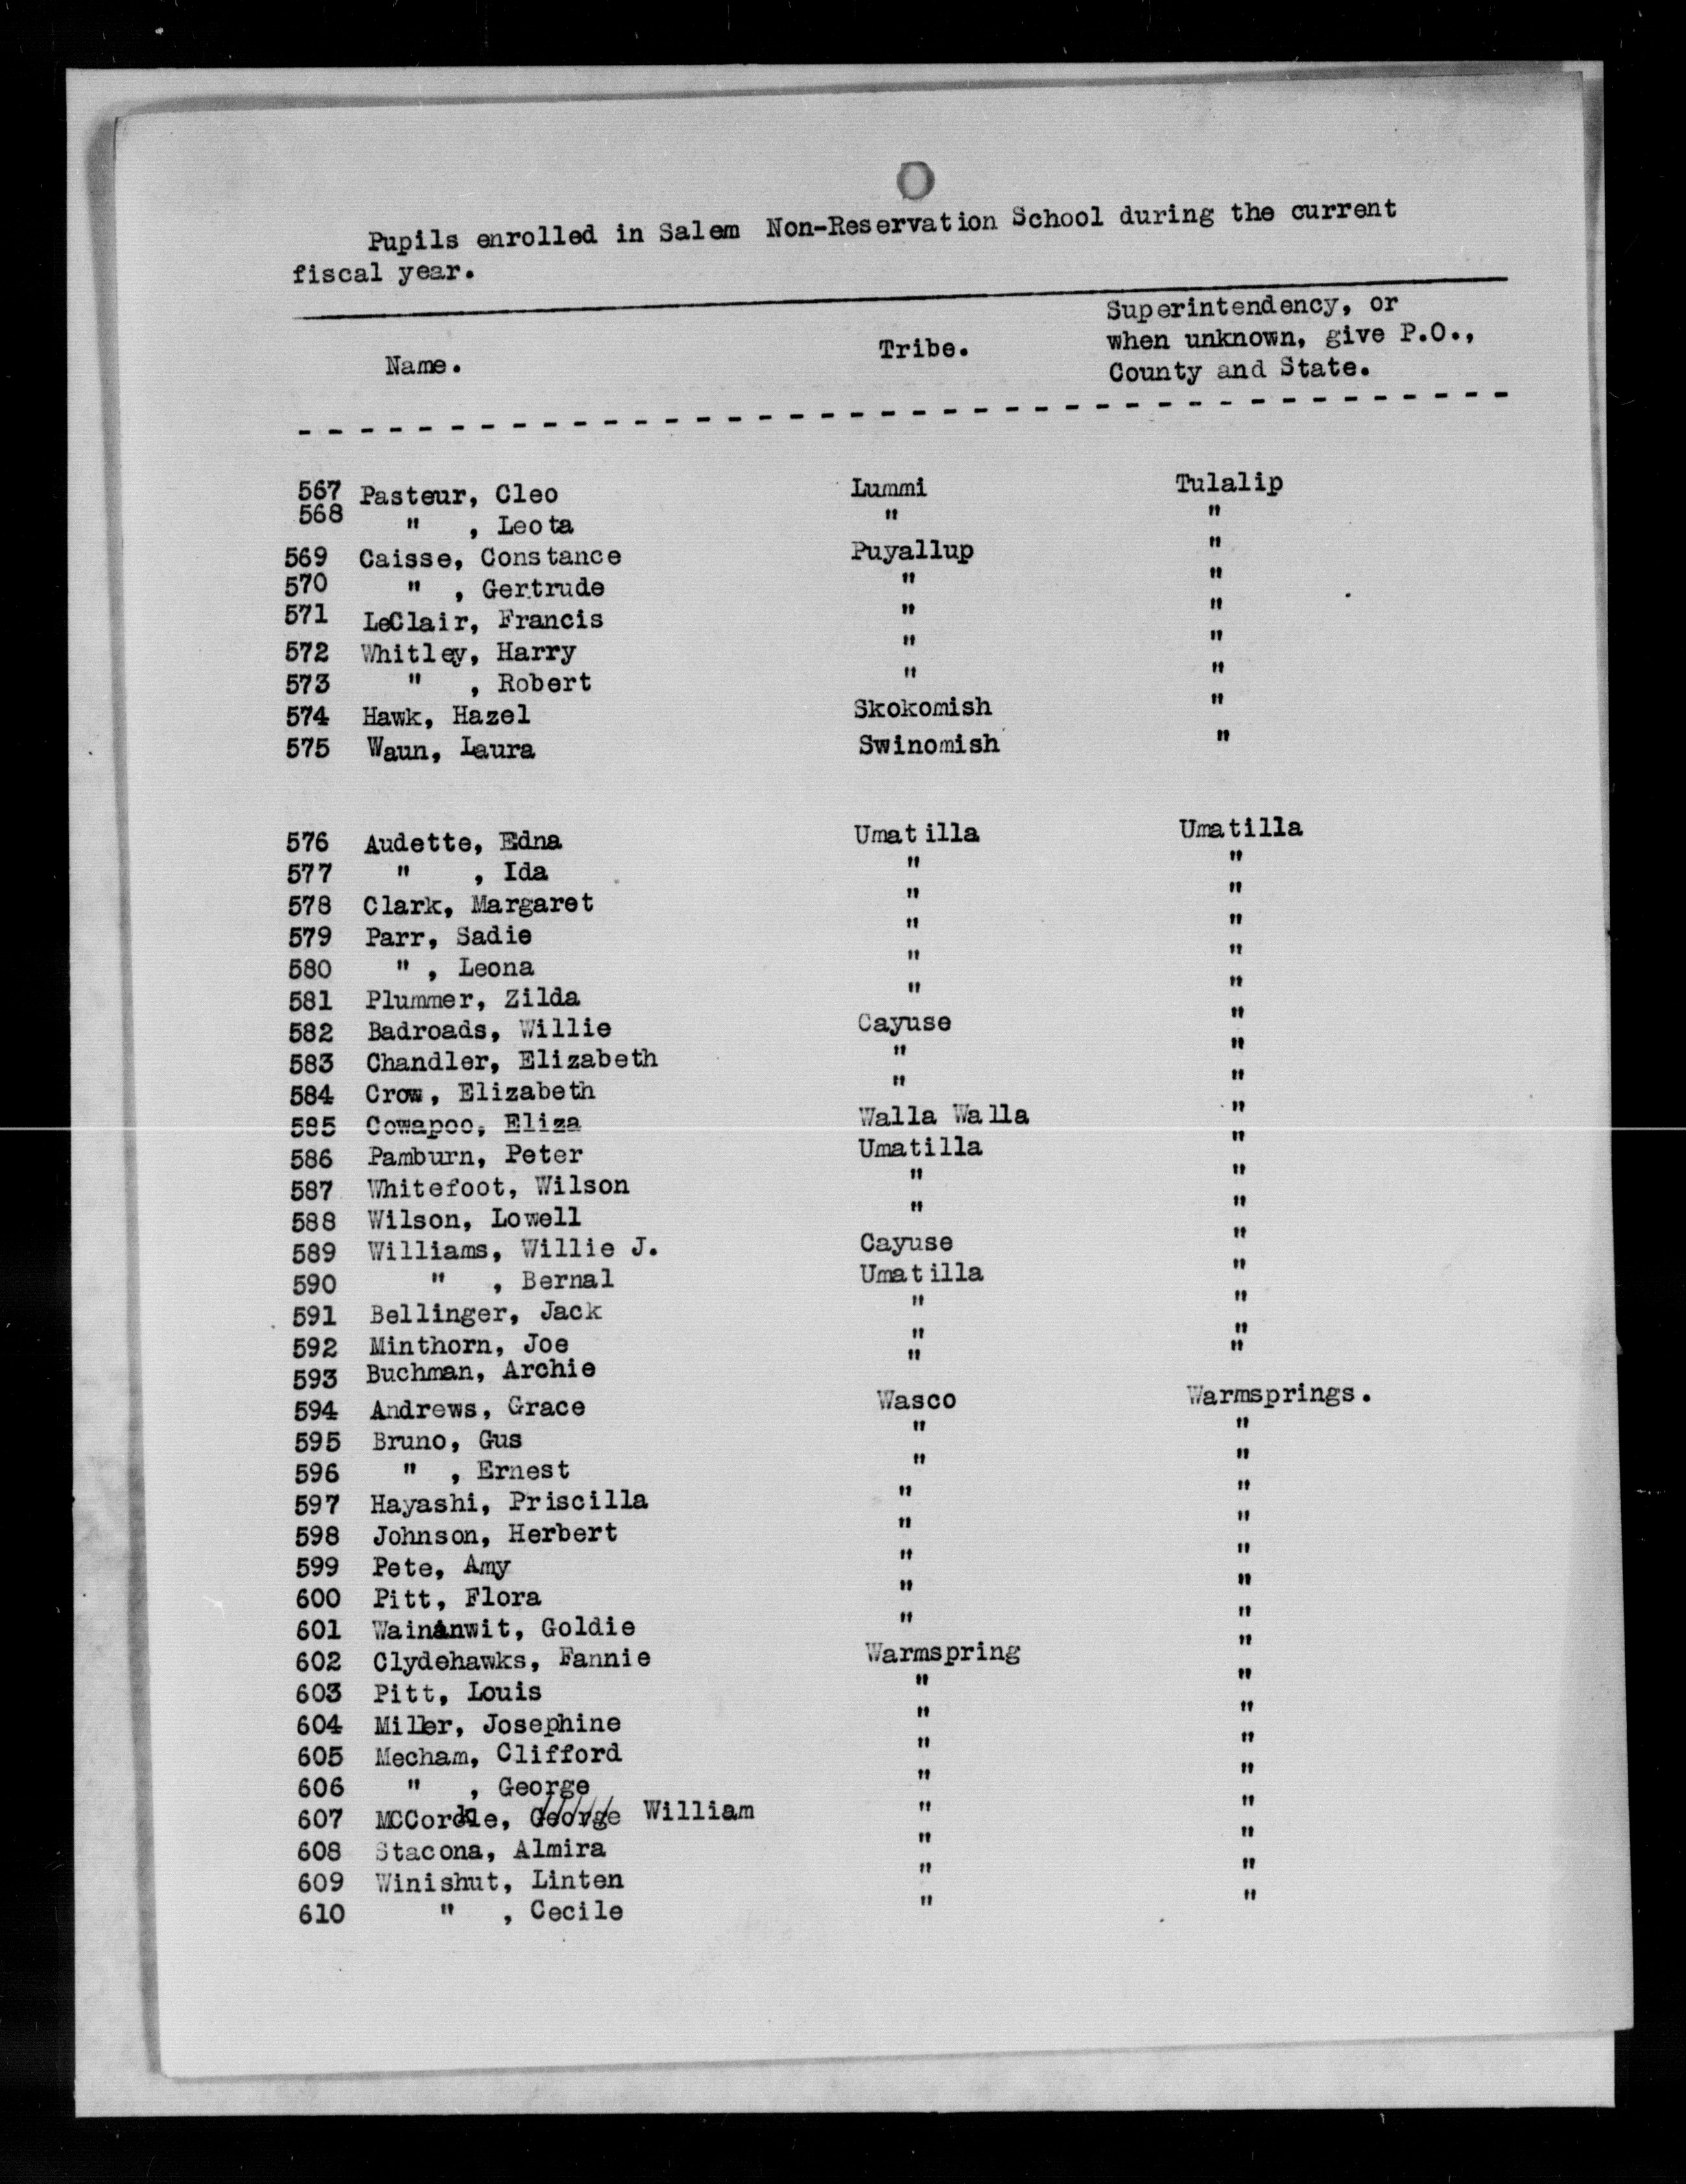 Pupils enrolled in Salem Non-Reservation School during the current
fiscal year.
Superintendency, or
when unknown, give P.O.,
County and State.
Name. Tribe.
567 Pasteur, Cleo Lummi Tulalip
568 " , Leota " "
569 Caisse, Constance Puyallup "
570 " , Gertrude " "
571 LeClair, Francis " "
572 Whitley, Harry " "
573 " , Robert " "
574 Hawk, Hazel Skokomish "
575 Waun, Laura Swinomish "
576 Audette, Edna Umatilla Umatilla
577 " , Ida " "
578 Clark, Margaret " "
579 Parr, Sadie " "
580 " , Leona " "
581 Plummer, Zilda " "
582 Badroads, Willie Cayuse "
583 Chandler, Elizabeth " "
584 Crow, Elizabeth " "
585 Cowapoo, Eliza Walla Walla "
586 Pamburn, Peter Umatilla "
587 Whitefoot, Wilson " "
588 Wilson, Lowell " "
589 Williams, Willie J. Cayuse "
590 " , Bernal Umatilla "
591 Bellinger, Jack " "
592 Minthorn, Joe " "
593 Buchman, Archie " "
594 Andrews, Grace Wasco Warmsprings.
595 Bruno, Gus " "
596 " , Ernest " "
597 Hayashi, Priscilla " "
598 Johnson, Herbert " "
599 Pete, Amy " "
600 Pitt, Flora " "
601 Wainanwit, Goldie " "
602 Clydehawks, Fannie Warmspring "
603 Pitt, Louis " "
604 Miller, Josephine " "
605 Mecham, Clifford " "
606 " , George " "
607 MCCorkle, George William " "
608 Stacona, Almira " "
609 Winishut, Linten " "
610 " , Cecile " "